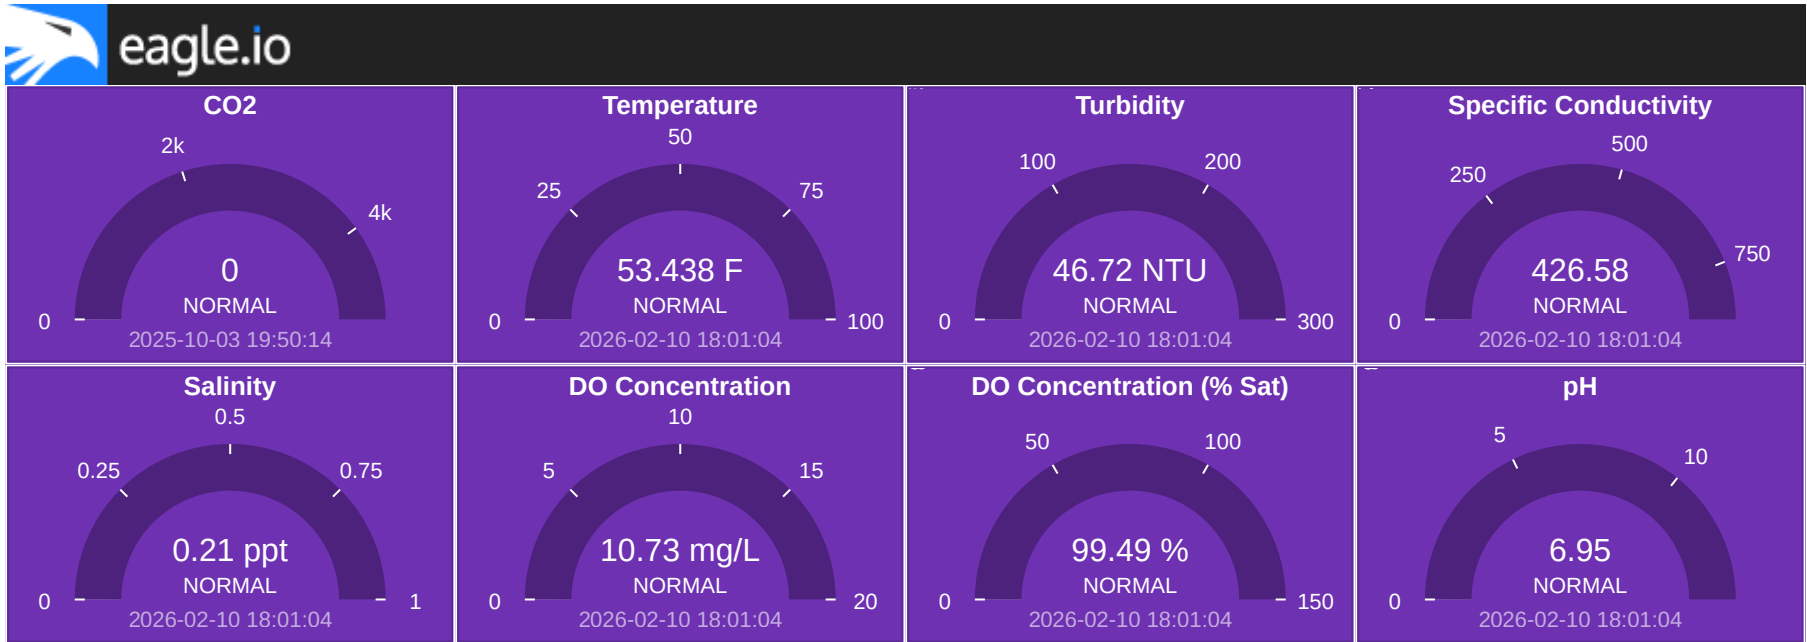 eagle.io
CO2
2k
4k
0
0
NORMAL
2025-10-03 19:50:14
Temperature
50
25
75
53.438 F
NORMAL
0
100
2026-02-10 18:01:04
Turbidity
100
200
46.72 NTU
NORMAL
0
300
2026-02-10 18:01:04
Specific Conductivity
500
250
750
426.58
NORMAL
0
2026-02-10 18:01:04
Salinity
0.5
0.25
0.75
0.21 ppt
NORMAL
0
1
2026-02-10 18:01:04
DO Concentration
10
5
15
10.73 mg/L
NORMAL
0
20
2026-02-10 18:01:04
DO Concentration (% Sat)
50
100
99.49 %
NORMAL
0
150
2026-02-10 18:01:04
pH
5
10
6.95
NORMAL
0
2026-02-10 18:01:04